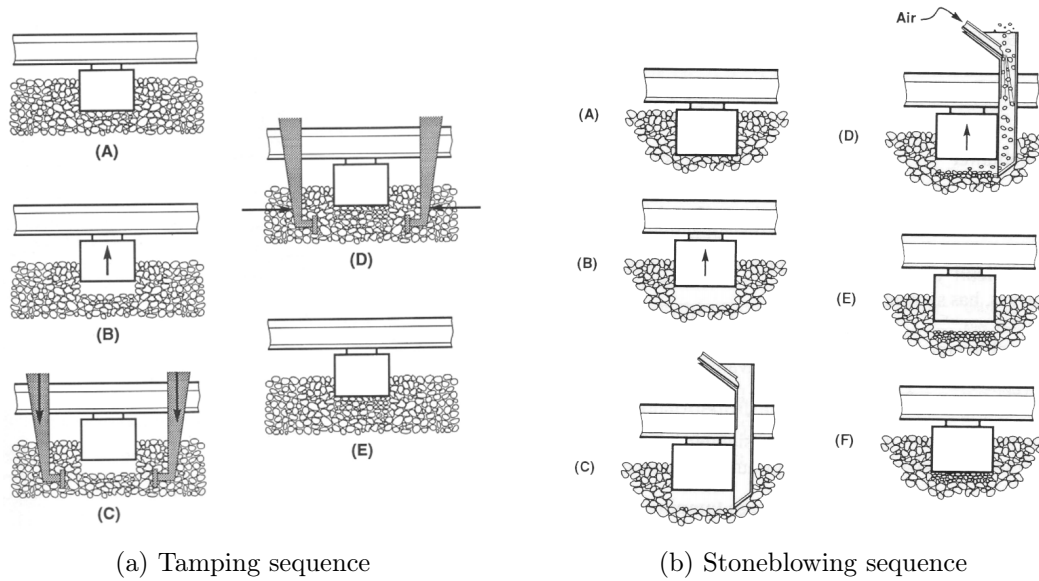 (A)
(B)
(C)
(D)
(E)
(a) Tamping sequence
Air
(A)
(B)
(C)
(D)
(E)
(F)
(b) Stoneblowing sequence